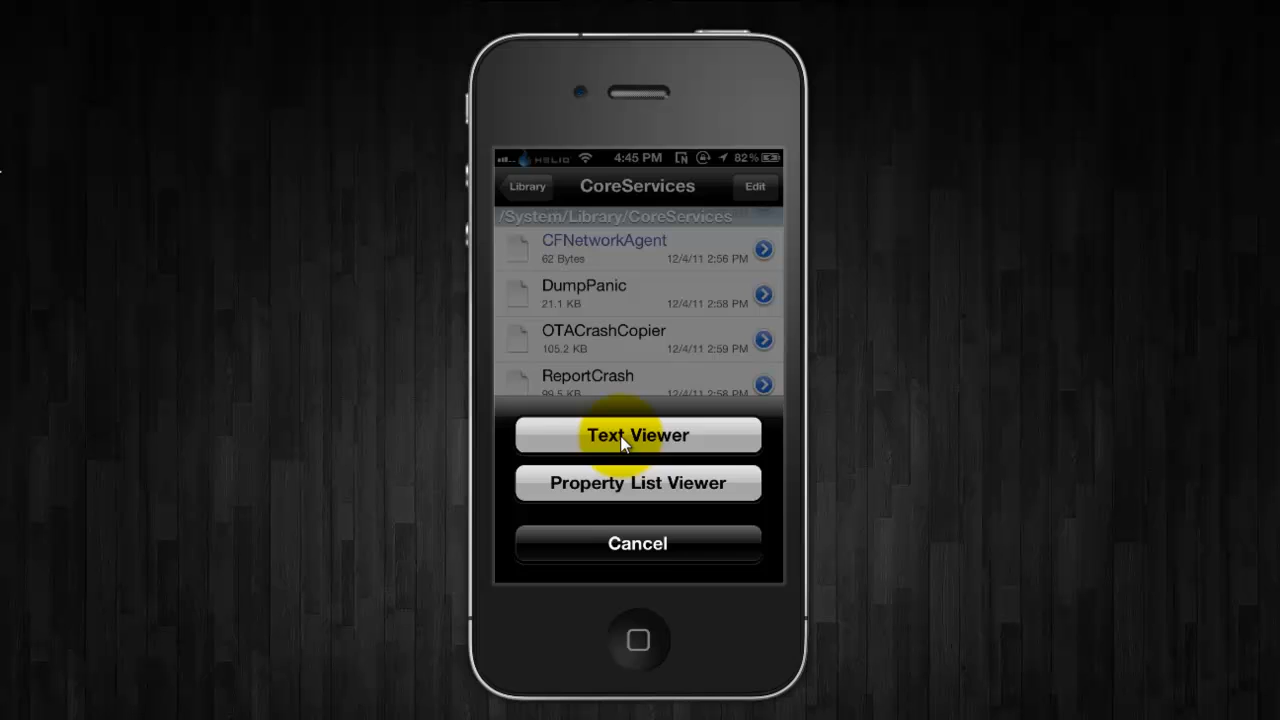 HELIO 4:45 PM 82%
Library CoreServices Edit
/System/Library/CoreServices
CFNetworkAgent
62 Bytes 12/4/11 2:56 PM
DumpPanic
21.1 KB 12/4/11 2:58 PM
OTACrashCopier
105.2 KB 12/4/11 2:59 PM
ReportCrash
99.5 KB 12/4/11 2:59 PM
Text Viewer
Property List Viewer
Cancel